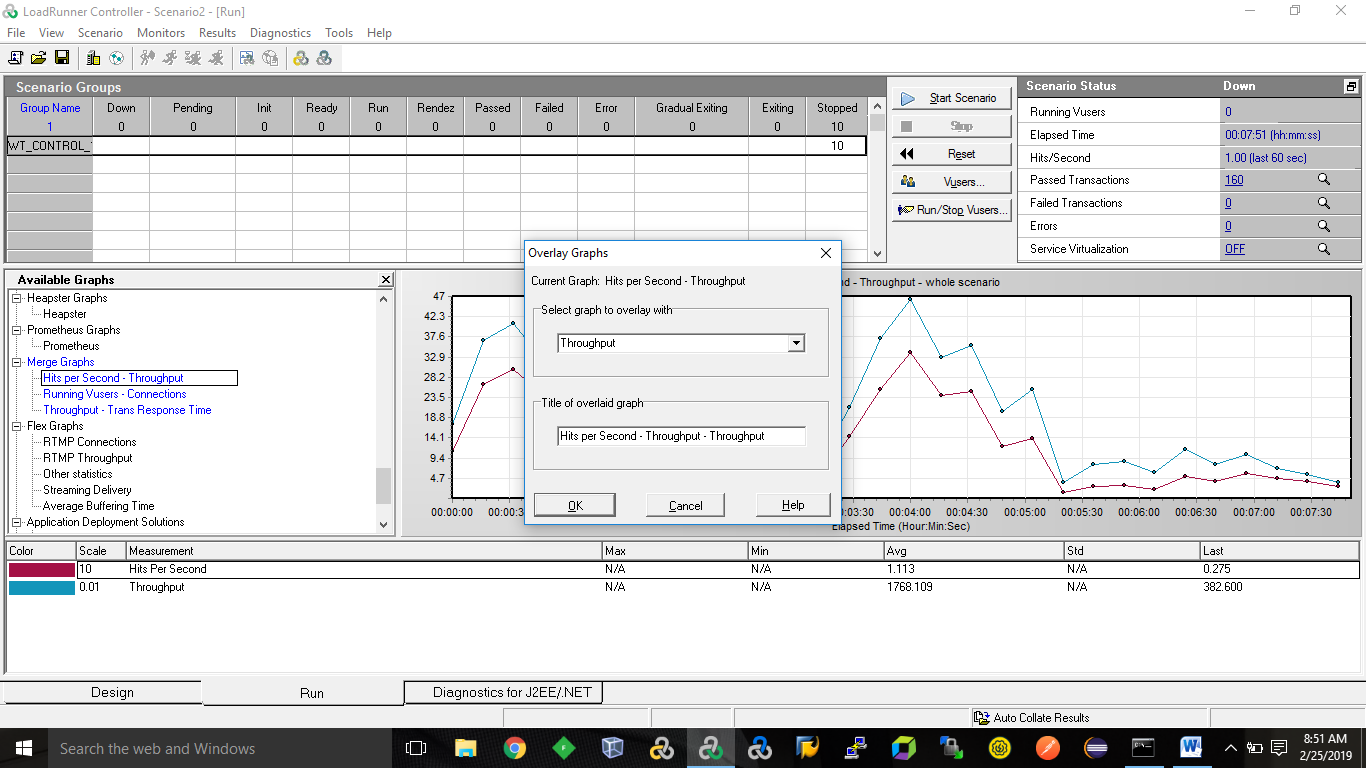 LoadRunner Controller - Scenario2 - [Run]
File View Scenario Monitors Results Diagnostics Tools Help
Scenario Groups
Group Name Down Pending Init Ready Run Rendez Passed Failed Error Gradual Exiting Exiting Stopped
1 0 0 0 0 0 0 0 0 0 0 0 10
WT_CONTROL_ 10
Start Scenario
Stop
Reset
Vusers...
Run/Stop Vusers...
Scenario Status Down
Running Vusers 0
Elapsed Time 00:07:51 (hh:mm:ss)
Hits/Second 1.00 (last 60 sec)
Passed Transactions 160
Failed Transactions 0
Errors 0
Service Virtualization OFF
Available Graphs
Heapster Graphs
Heapster
Prometheus Graphs
Prometheus
Merge Graphs
Hits per Second - Throughput
Running Vusers - Connections
Throughput - Trans Response Time
Flex Graphs
RTMP Connections
RTMP Throughput
Other statistics
Streaming Delivery
Average Buffering Time
Application Deployment Solutions
Overlay Graphs
Current Graph: Hits per Second - Throughput
Select graph to overlay with
Throughput
Title of overlaid graph
Hits per Second - Throughput - Throughput
OK Cancel Help
nd - Throughput - whole scenario
47
42.3
37.6
32.9
28.2
23.5
18.8
14.1
9.4
4.7
00:00:00 00:00:3 03:30 00:04:00 00:04:30 00:05:00 00:05:30 00:06:00 00:06:30 00:07:00 00:07:30
Elapsed Time (Hour:Min:Sec)
Color Scale Measurement Max Min Avg Std Last
10 Hits Per Second N/A N/A 1.113 N/A 0.275
0.01 Throughput N/A N/A 1768.109 N/A 382.600
Design Run Diagnostics for J2EE/.NET
Auto Collate Results
Search the web and Windows
8:51 AM
2/25/2019